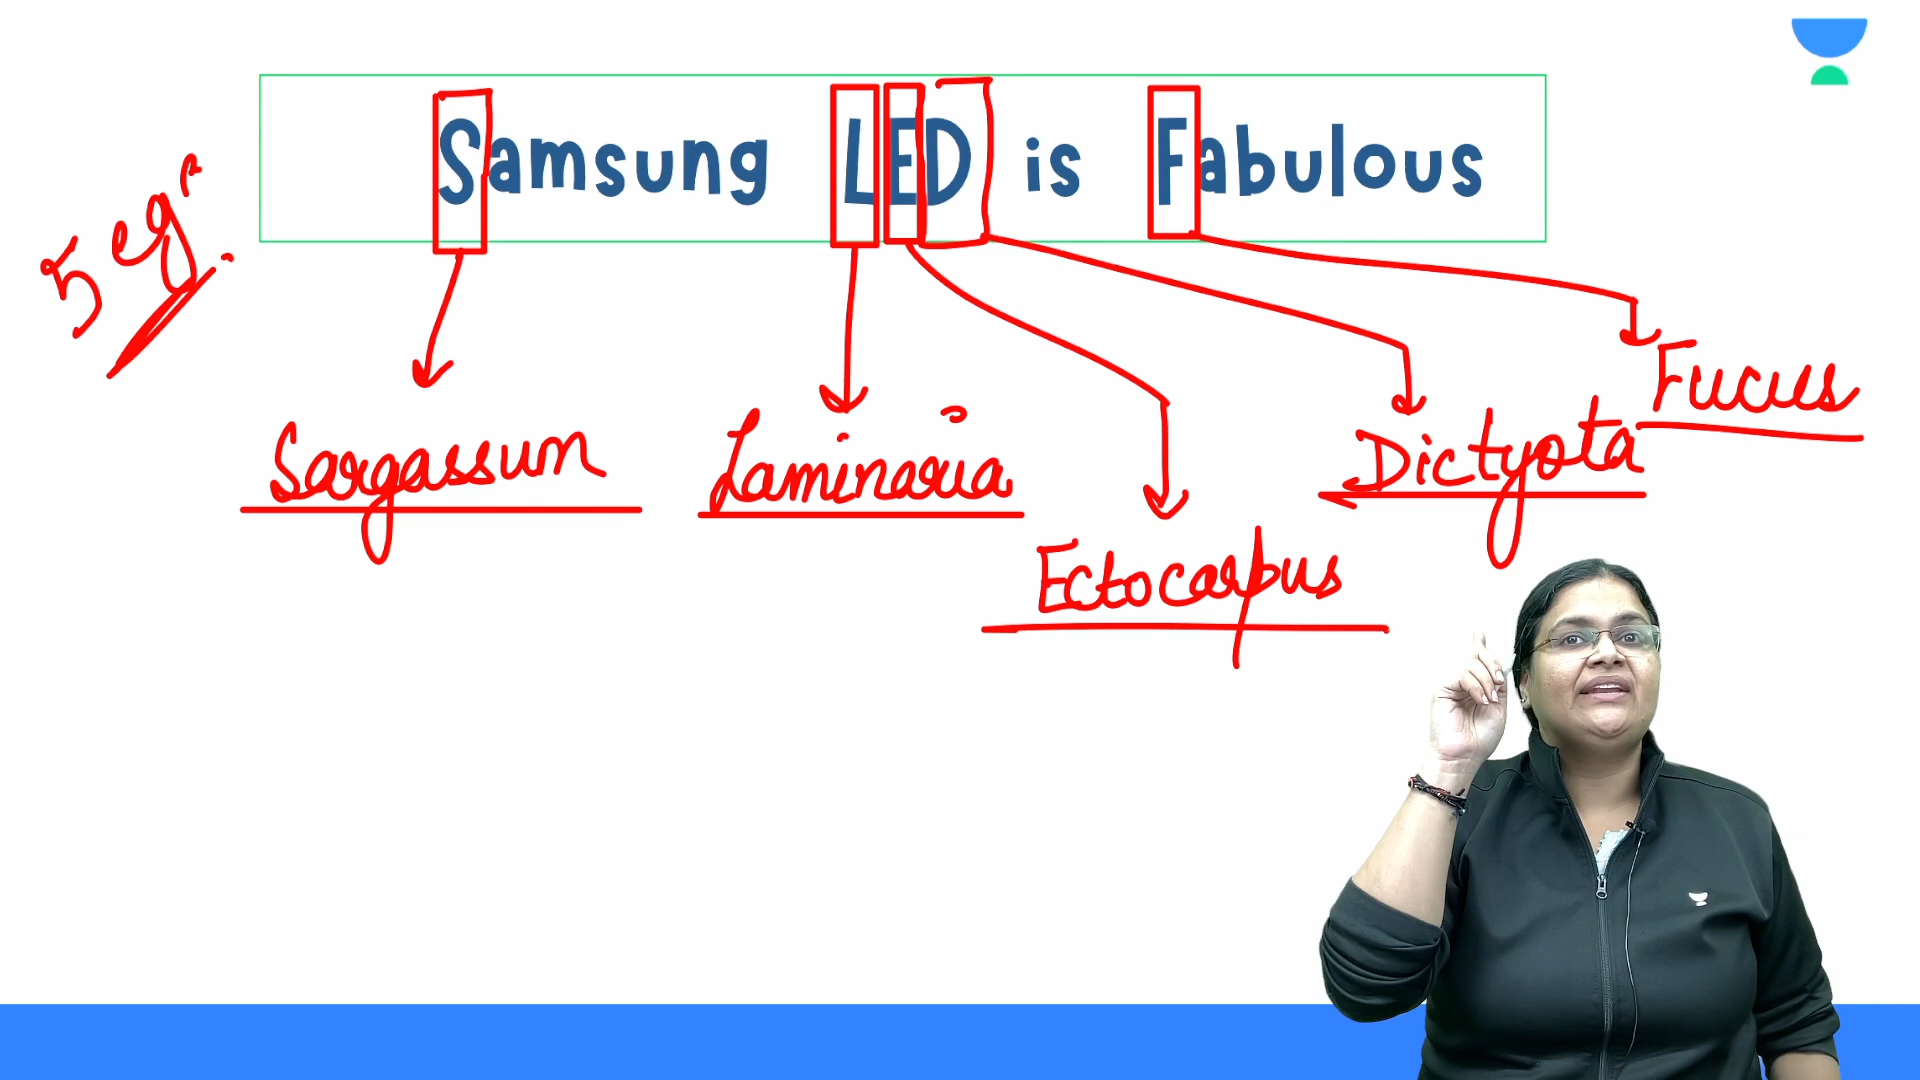 Samsung LED is Fabulous
5 eg:
Fucus
Sargassum
Laminaria
Dictyota
Ectocarpus